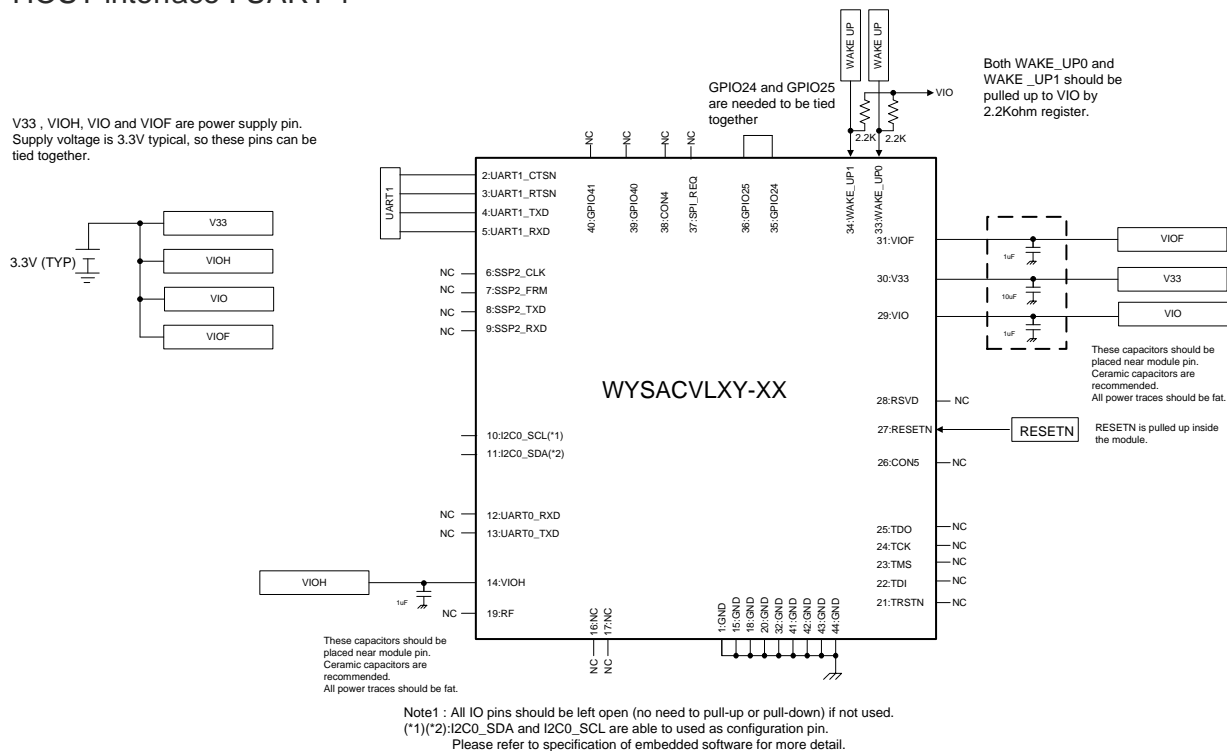 WAKE UP
WAKE UP
Both WAKE_UP0 and
WAKE _UP1 should be
pulled up to VIO by
2.2Kohm register.
VIO
2.2K
2.2K
GPIO24 and GPIO25
are needed to be tied
together
V33 , VIOH, VIO and VIOF are power supply pin.
Supply voltage is 3.3V typical, so these pins can be
tied together.
3.3V (TYP)
V33
VIOH
VIO
VIOF
NC
NC
NC
NC
40:GPIO41
39:GPIO40
38:CON4
37:SPI_REQ
36:GPIO25
35:GPIO24
34:WAKE_UP1
33:WAKE_UP0
UART1
2:UART1_CTSN
3:UART1_RTSN
4:UART1_TXD
5:UART1_RXD
NC 6:SSP2_CLK
NC 7:SSP2_FRM
NC 8:SSP2_TXD
NC 9:SSP2_RXD
10:I2C0_SCL(*1)
11:I2C0_SDA(*2)
NC 12:UART0_RXD
NC 13:UART0_TXD
VIOH
1uF
14:VIOH
NC 19:RF
These capacitors should be
placed near module pin.
Ceramic capacitors are
recommended.
All power traces should be fat.
WYSACVLXY-XX
31:VIOF
1uF
VIOF
30:V33
10uF
V33
29:VIO
1uF
VIO
These capacitors should be
placed near module pin.
Ceramic capacitors are
recommended.
All power traces should be fat.
28:RSVD NC
27:RESETN
RESETN
RESETN is pulled up inside
the module.
26:CON5 NC
25:TDO NC
24:TCK NC
23:TMS NC
22:TDI NC
21:TRSTN NC
16:NC
17:NC
NC
NC
1:GND
15:GND
18:GND
20:GND
32:GND
41:GND
42:GND
43:GND
44:GND
Note1 : All IO pins should be left open (no need to pull-up or pull-down) if not used.
(*1)(*2):I2C0_SDA and I2C0_SCL are able to used as configuration pin.
Please refer to specification of embedded software for more detail.